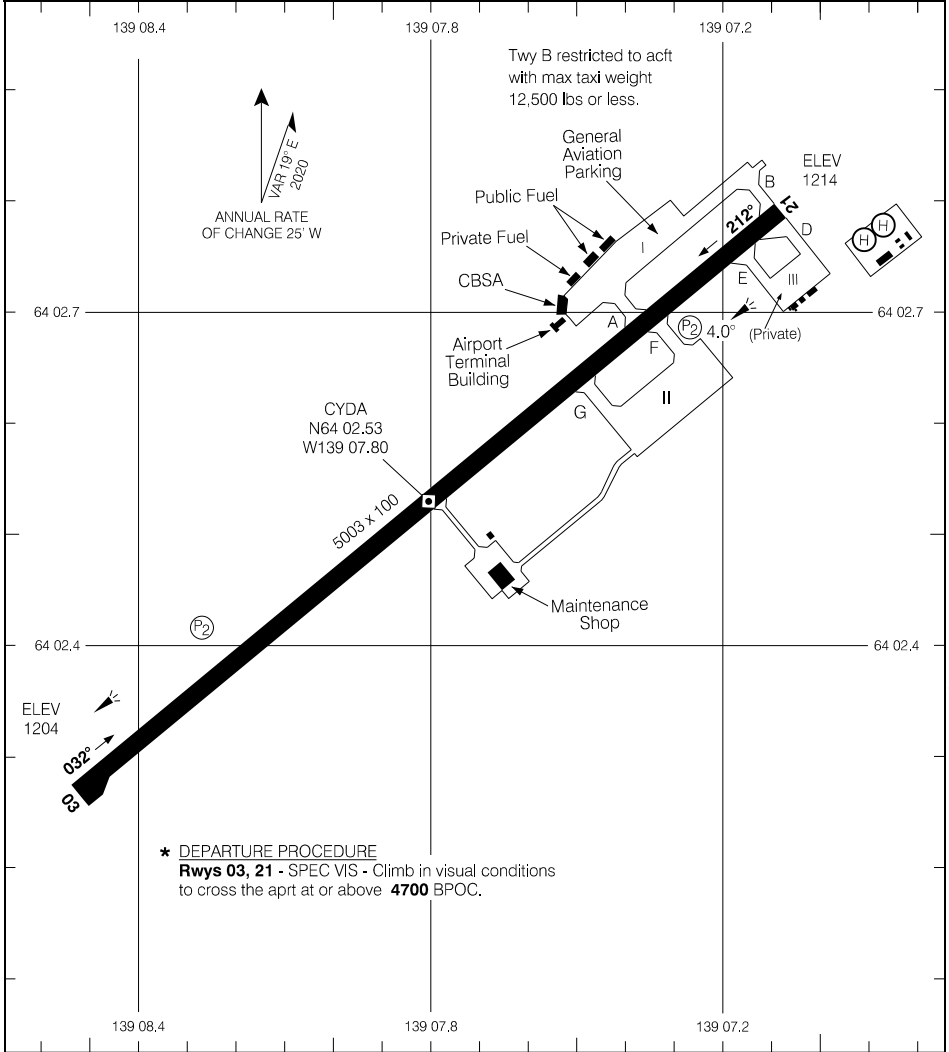 139 08.4
139 07.8
139 07.2
Twy B restricted to acft
with max taxi weight
12,500 lbs or less.
VAR 19° E
2020
ANNUAL RATE
OF CHANGE 25' W
General
Aviation
Parking
ELEV
1214
Public Fuel
Private Fuel
CBSA
Airport
Terminal
Building
I
B
21
212°
D
E
III
H
H
64 02.7
64 02.7
A
F
P2
4.0°
(Private)
II
G
CYDA
N64 02.53
W139 07.80
5003 x 100
Maintenance
Shop
P2
64 02.4
64 02.4
ELEV
1204
032°
03
* DEPARTURE PROCEDURE
Rwys 03, 21 - SPEC VIS - Climb in visual conditions
to cross the aprt at or above 4700 BPOC.
139 08.4
139 07.8
139 07.2